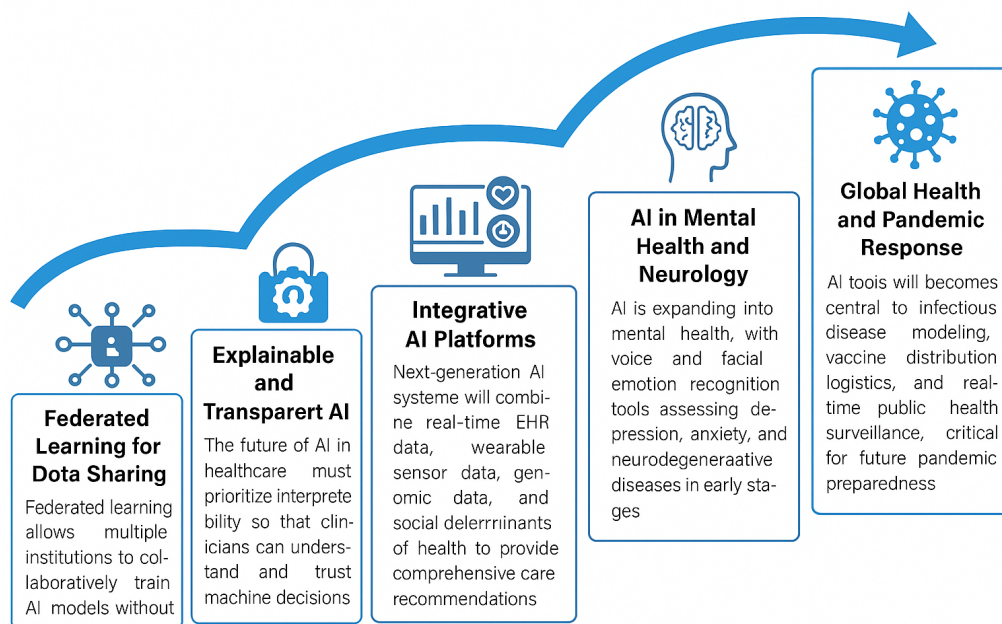 Federated
Learning for
Dota Sharing
Federated learning
allows multiple
institutions to col-
laboratively train
AI models without
Explainable
and
Transparert AI
The future of AI in
healthcare must
prioritize interprete
bility so that clin-
icians can unders-
tand and trust
machine decisions
Integrative
AI Platforms
Next-generation AI
systeme will combi-
ne real-time EHR
data, wearable
sensor data, gen-
omic data, and
social delerrrinants
of health to provide
comprehensive care
recommendations
AI in Mental
Health and
Neurology
AI is expanding into
mental health, with
voice and facial
emotion recognition
tools assessing de-
pression, anxiety, and
neurodegeneraative
diseases in early sta-
ges
Global Health
and Pandemic
Response
AI toois will becomes
central to infectious
disease modeling,
vaccine distribution
logistics, and real-
time public health
surveillance, critical
for future pandemic
preparedness